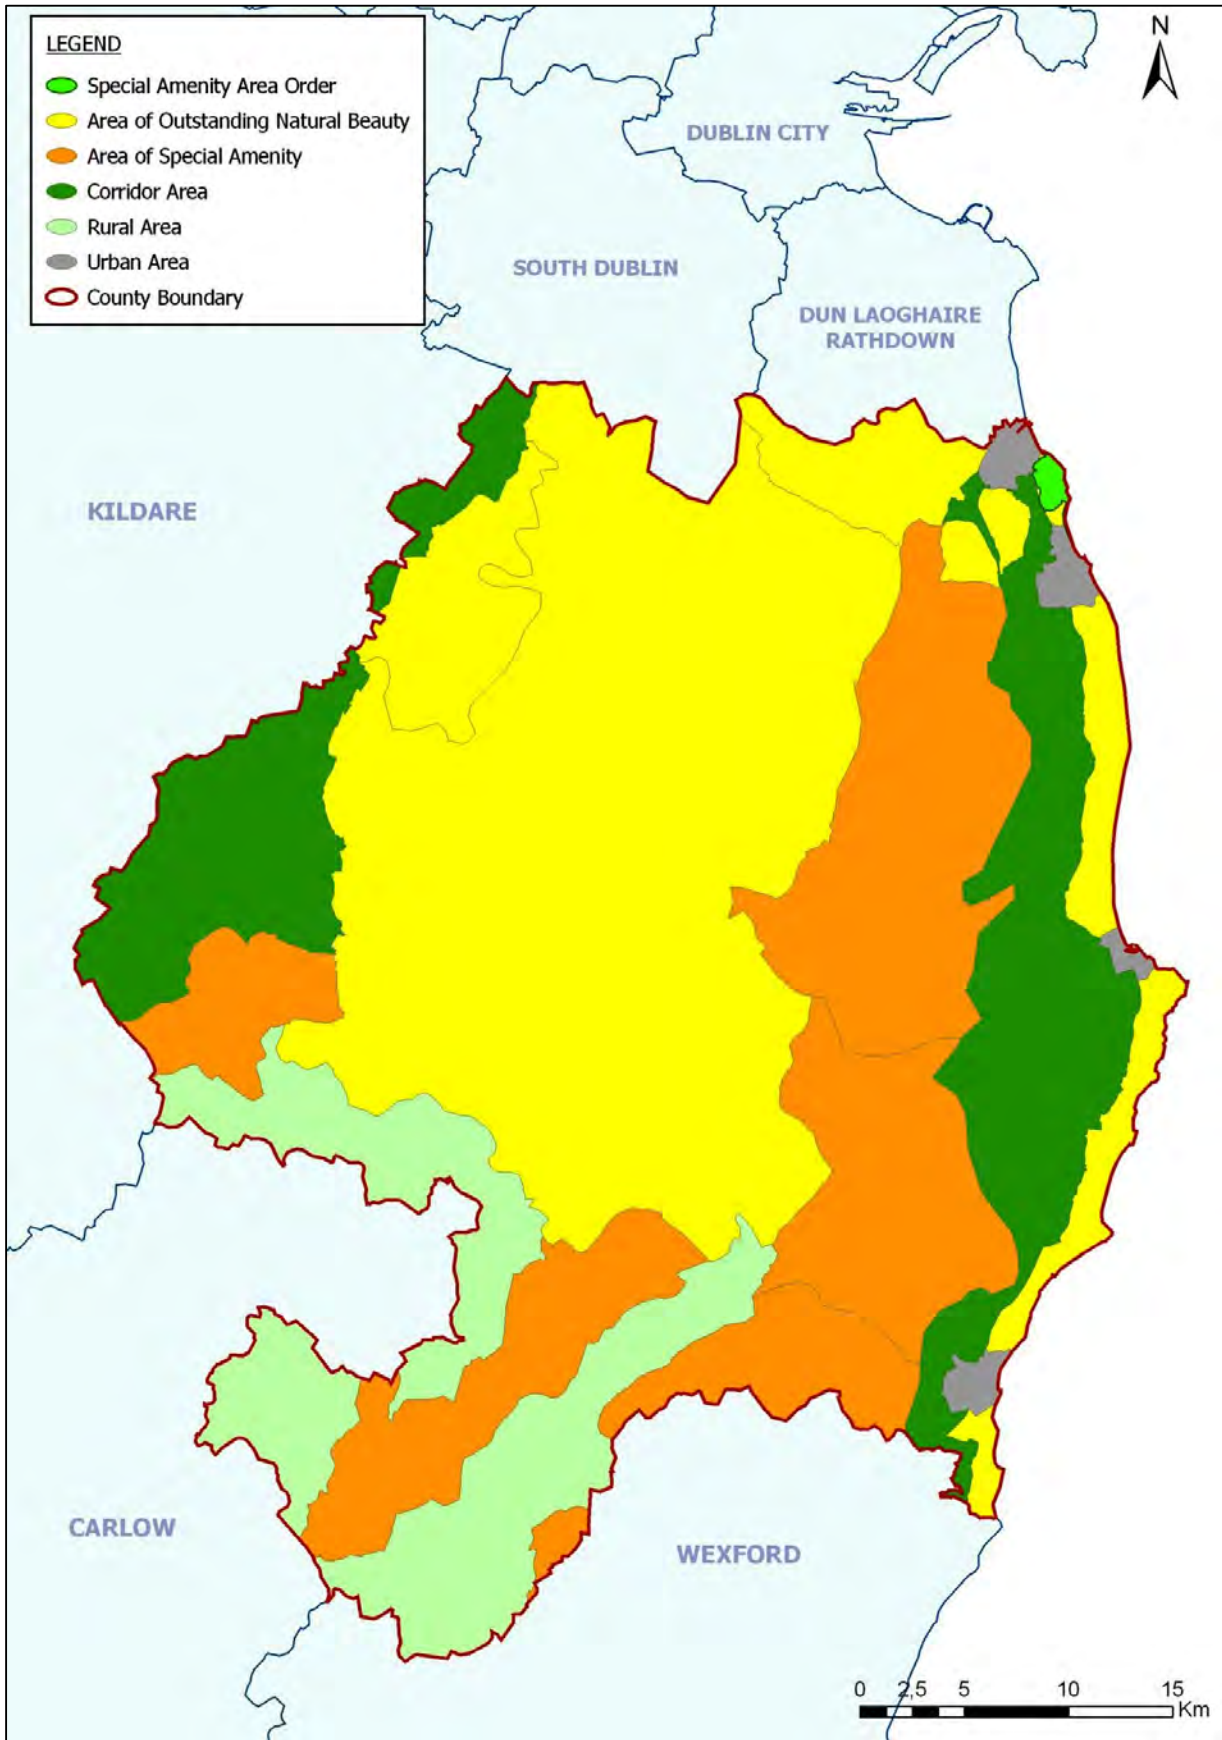 LEGEND
Special Amenity Area Order
Area of Outstanding Natural Beauty
Area of Special Amenity
Corridor Area
Rural Area
Urban Area
County Boundary
N
DUBLIN CITY
SOUTH DUBLIN
DUN LAOGHAIRE
RATHDOWN
KILDARE
CARLOW
WEXFORD
0 2,5 5 10 15
Km